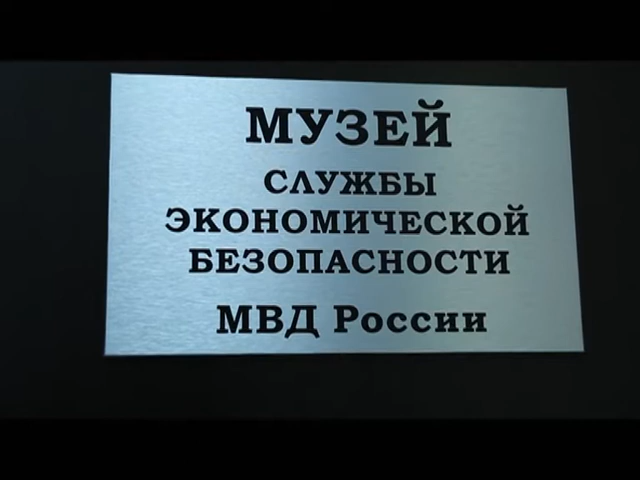 МУЗЕЙ
СЛУЖБЫ
ЭКОНОМИЧЕСКОЙ
БЕЗОПАСНОСТИ
МВД России